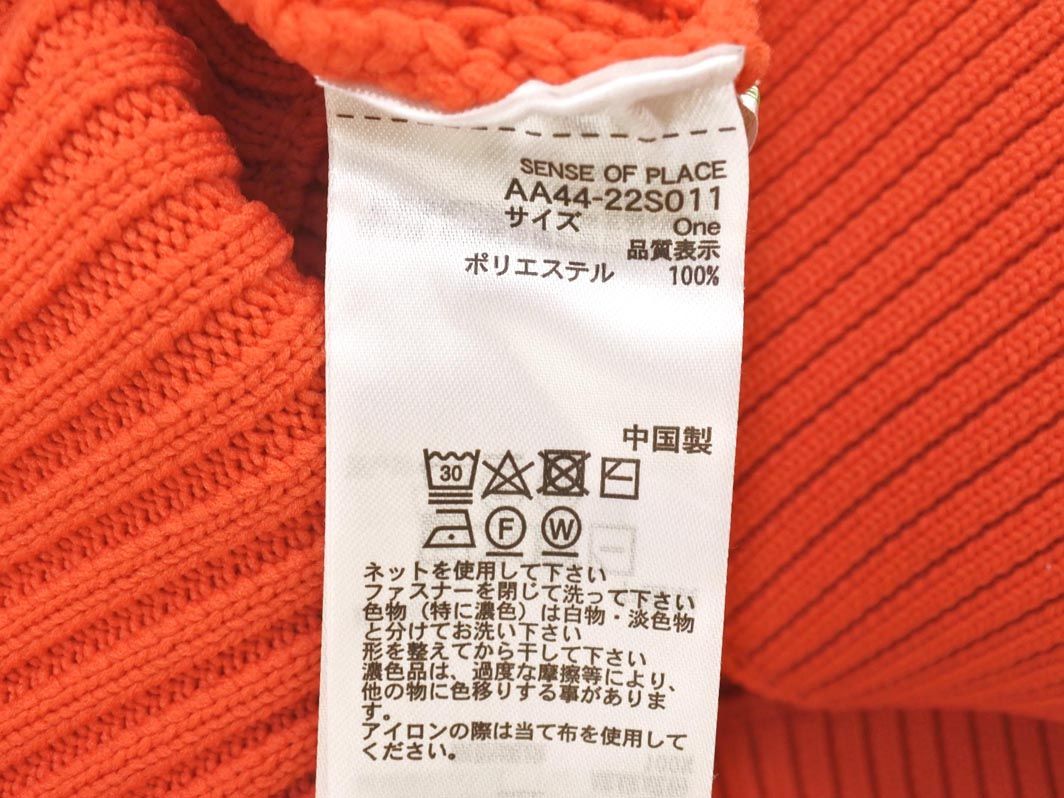 SENSE OF PLACE
AA44-22S011
サイズ One
品質表示
ポリエステル 100%
中国製
30
F W
ネットを使用して下さい
ファスナーを閉じて洗って下さい
色物（特に濃色）は白物・淡色物
と分けてお洗い下さい
形を整えてから干して下さい
濃色品は、過度な摩擦等により、
他の物に色移りする事がありま
す。
アイロンの際は当て布を使用して
ください。